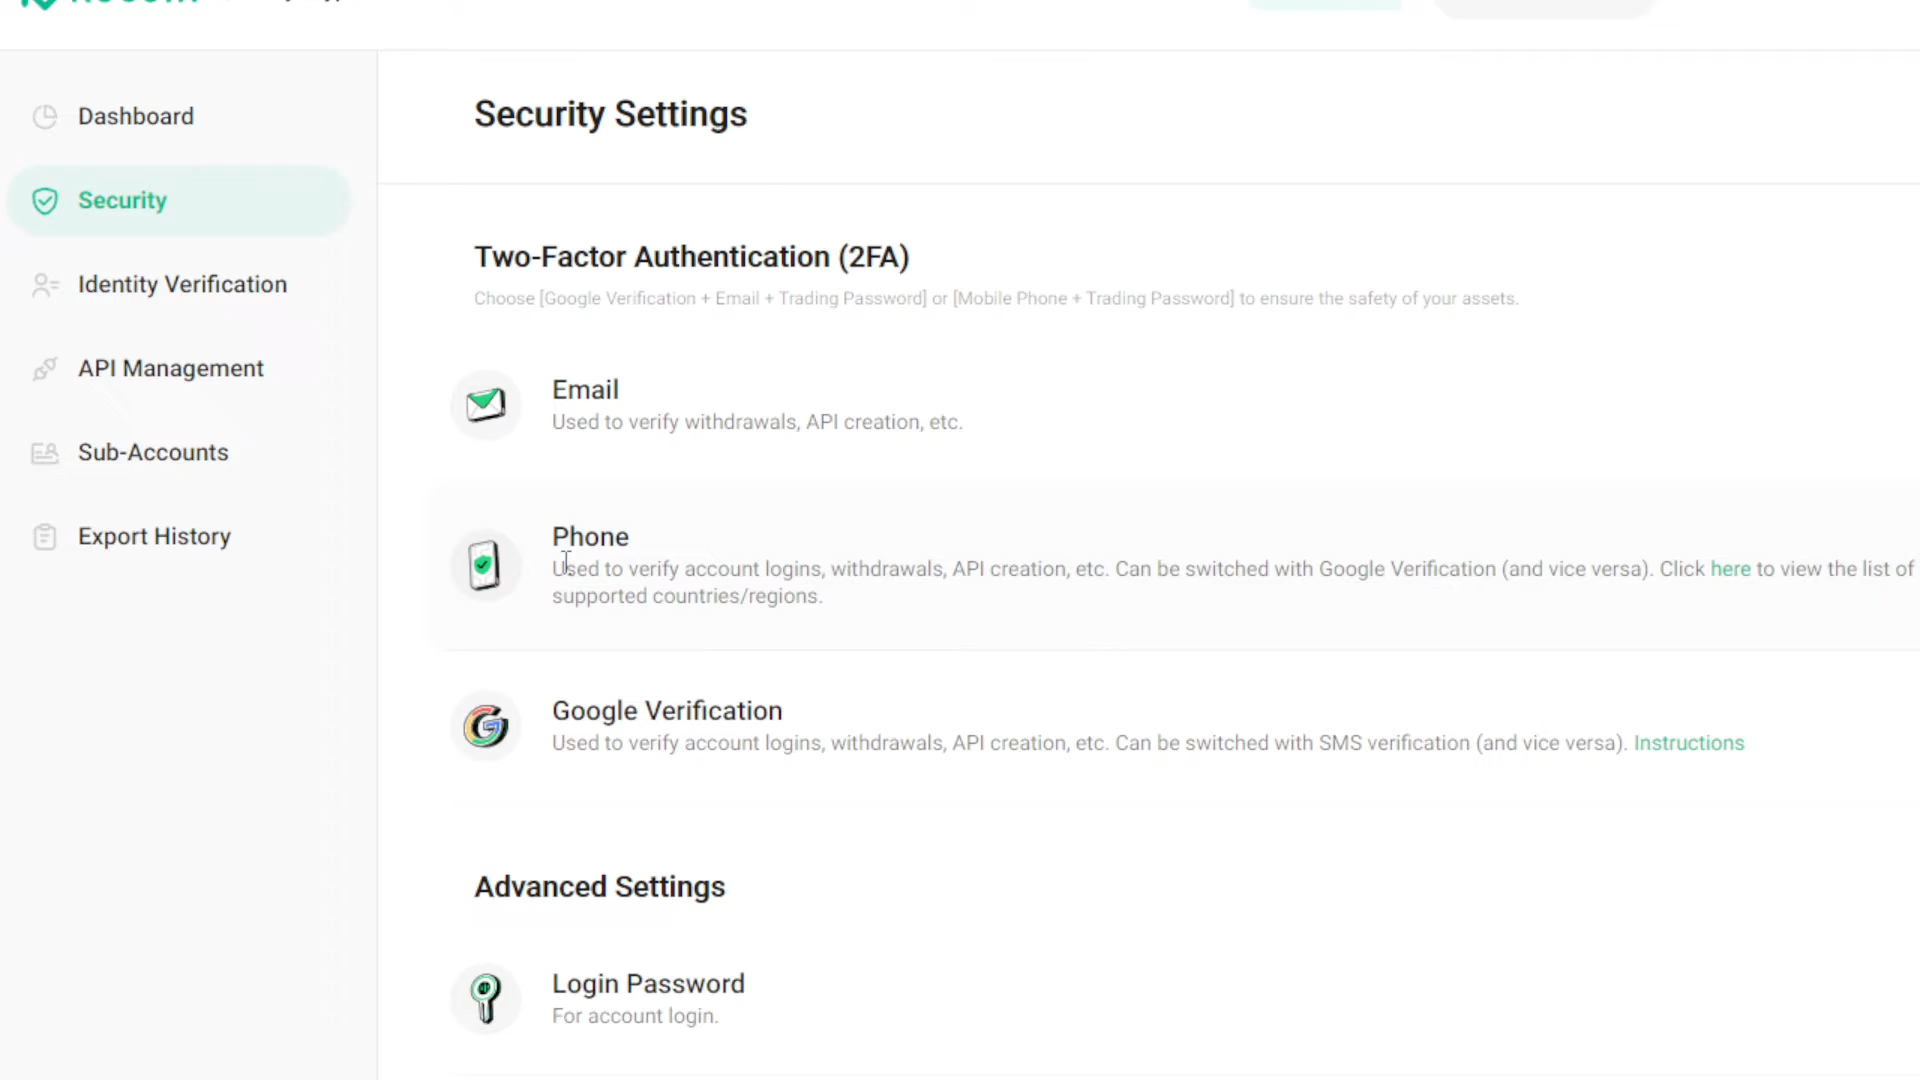 Dashboard
Security
Identity Verification
API Management
Sub-Accounts
Export History
Security Settings
Two-Factor Authentication (2FA)
Choose [Google Verification + Email + Trading Password] or [Mobile Phone + Trading Password] to ensure the safety of your assets.
Email
Used to verify withdrawals, API creation, etc.
Phone
Used to verify account logins, withdrawals, API creation, etc. Can be switched with Google Verification (and vice versa). Click here to view the list of
supported countries/regions.
Google Verification
Used to verify account logins, withdrawals, API creation, etc. Can be switched with SMS verification (and vice versa). Instructions
Advanced Settings
Login Password
For account login.